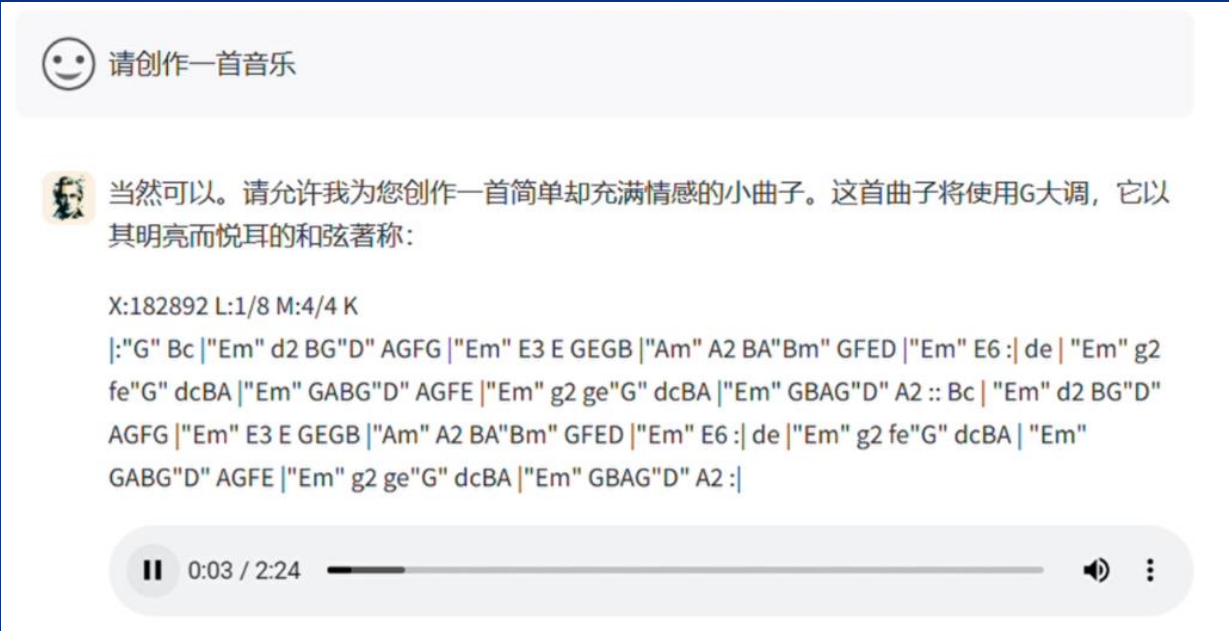 请创作一首音乐
当然可以。请允许我为您创作一首简单却充满情感的小曲子。这首曲子将使用G大调，它以
其明亮而悦耳的和弦著称：
X:182892 L:1/8 M:4/4 K
|:"G" Bc |"Em" d2 BG"D" AGFG |"Em" E3 E GEGB |"Am" A2 BA"Bm" GFED |"Em" E6 :| de | "Em" g2
fe"G" dcBA |"Em" GABG"D" AGFE |"Em" g2 ge"G" dcBA |"Em" GBAG"D" A2 :: Bc | "Em" d2 BG"D"
AGFG |"Em" E3 E GEGB |"Am" A2 BA"Bm" GFED |"Em" E6 :| de |"Em" g2 fe"G" dcBA | "Em"
GABG"D" AGFE |"Em" g2 ge"G" dcBA |"Em" GBAG"D" A2 :|
0:03 / 2:24